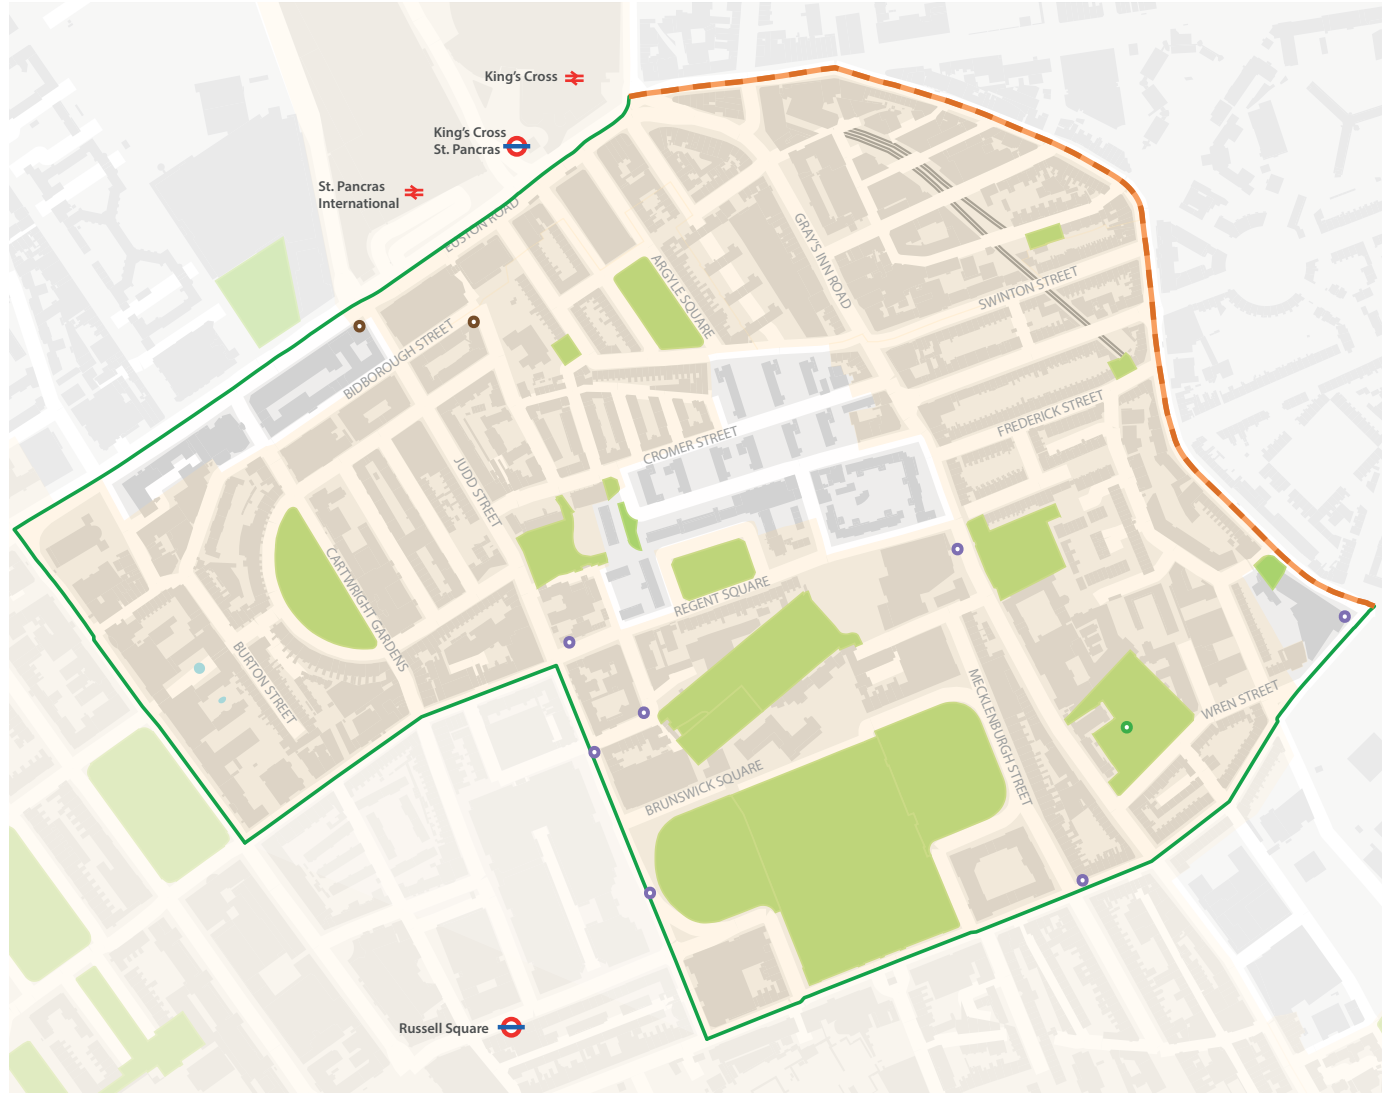 King's Cross
King's Cross
St. Pancras
St. Pancras
International
EUSTON ROAD
GRAY'S INN ROAD
ARGYLE SQUARE
SWINTON STREET
BIDBOROUGH STREET
FREDERICK STREET
CROMER STREET
JUDD STREET
CARTWRIGHT GARDENS
REGENT SQUARE
BURTON STREET
MECKLENBURGH STREET
WREN STREET
BRUNSWICK SQUARE
Russell Square